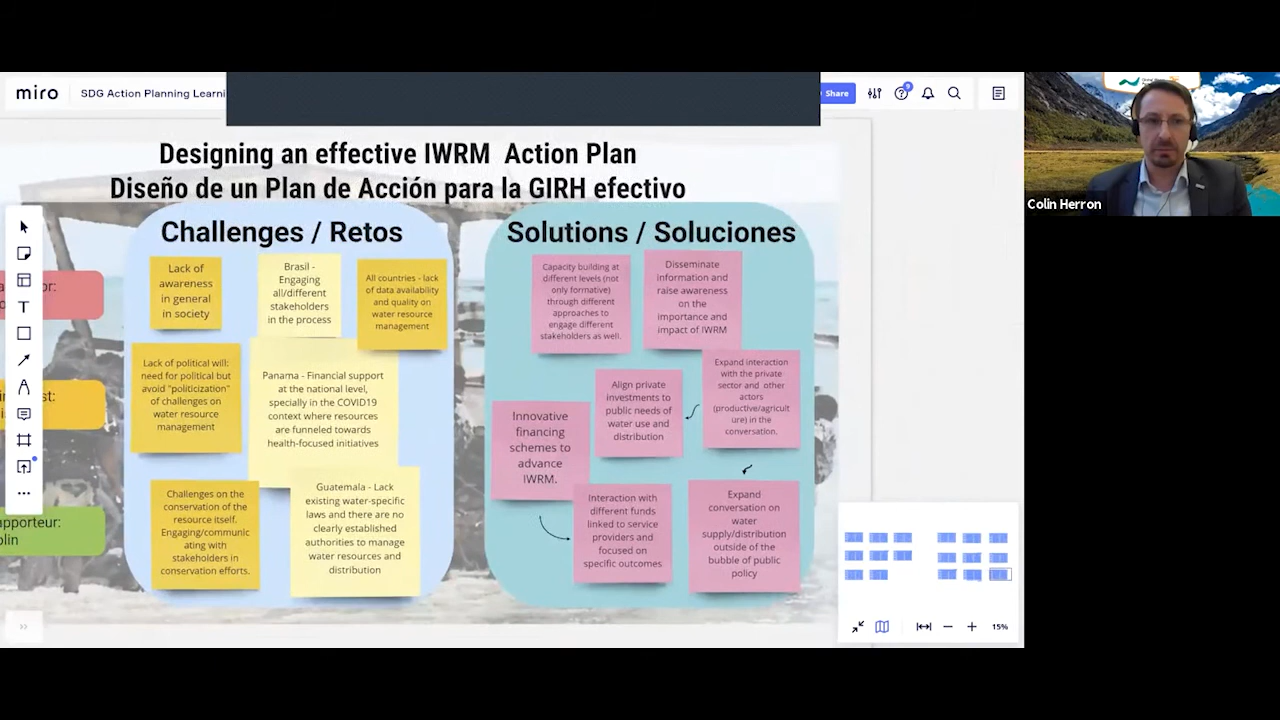 miro
SDG Action Planning Learni
Share
Designing an effective IWRM Action Plan
Diseño de un Plan de Acción para la GIRH efectivo
Colin Herron
Challenges / Retos
Lack of
awareness
in general
in society
Brasil -
Engaging
all/different
stakeholders
in the process
All countries - lack
of data availability
and quality on
water resource
management
Lack of political will:
need for political but
avoid "politicization"
of challenges on
water resource
management
Panama - Financial support
at the national level,
specially in the COVID19
context where resources
are funneled towards
health-focused initiatives
Challenges on the
conservation of the
resource itself.
Engaging/communic
ating with
stakeholders in
conservation efforts.
Guatemala - Lack
existing water-specific
laws and there are no
clearly established
authorities to manage
water resources and
distribution
Solutions / Soluciones
Capacity building at
different levels (not
only formative)
through different
approaches to
engage different
stakeholders as well.
Disseminate
information and
raise awareness
on the
importance and
impact of IWRM
Innovative
financing
schemes to
advance
IWRM.
Align private
investments to
public needs of
water use and
distribution
Expand interaction
with the private
sector and other
actors
(productive/agricult
ure) in the
conversation.
Interaction with
different funds
linked to service
providers and
focused on
specific outcomes
Expand
conversation on
water
supply/distribution
outside of the
bubble of public
policy
pporteur:
olin
15%